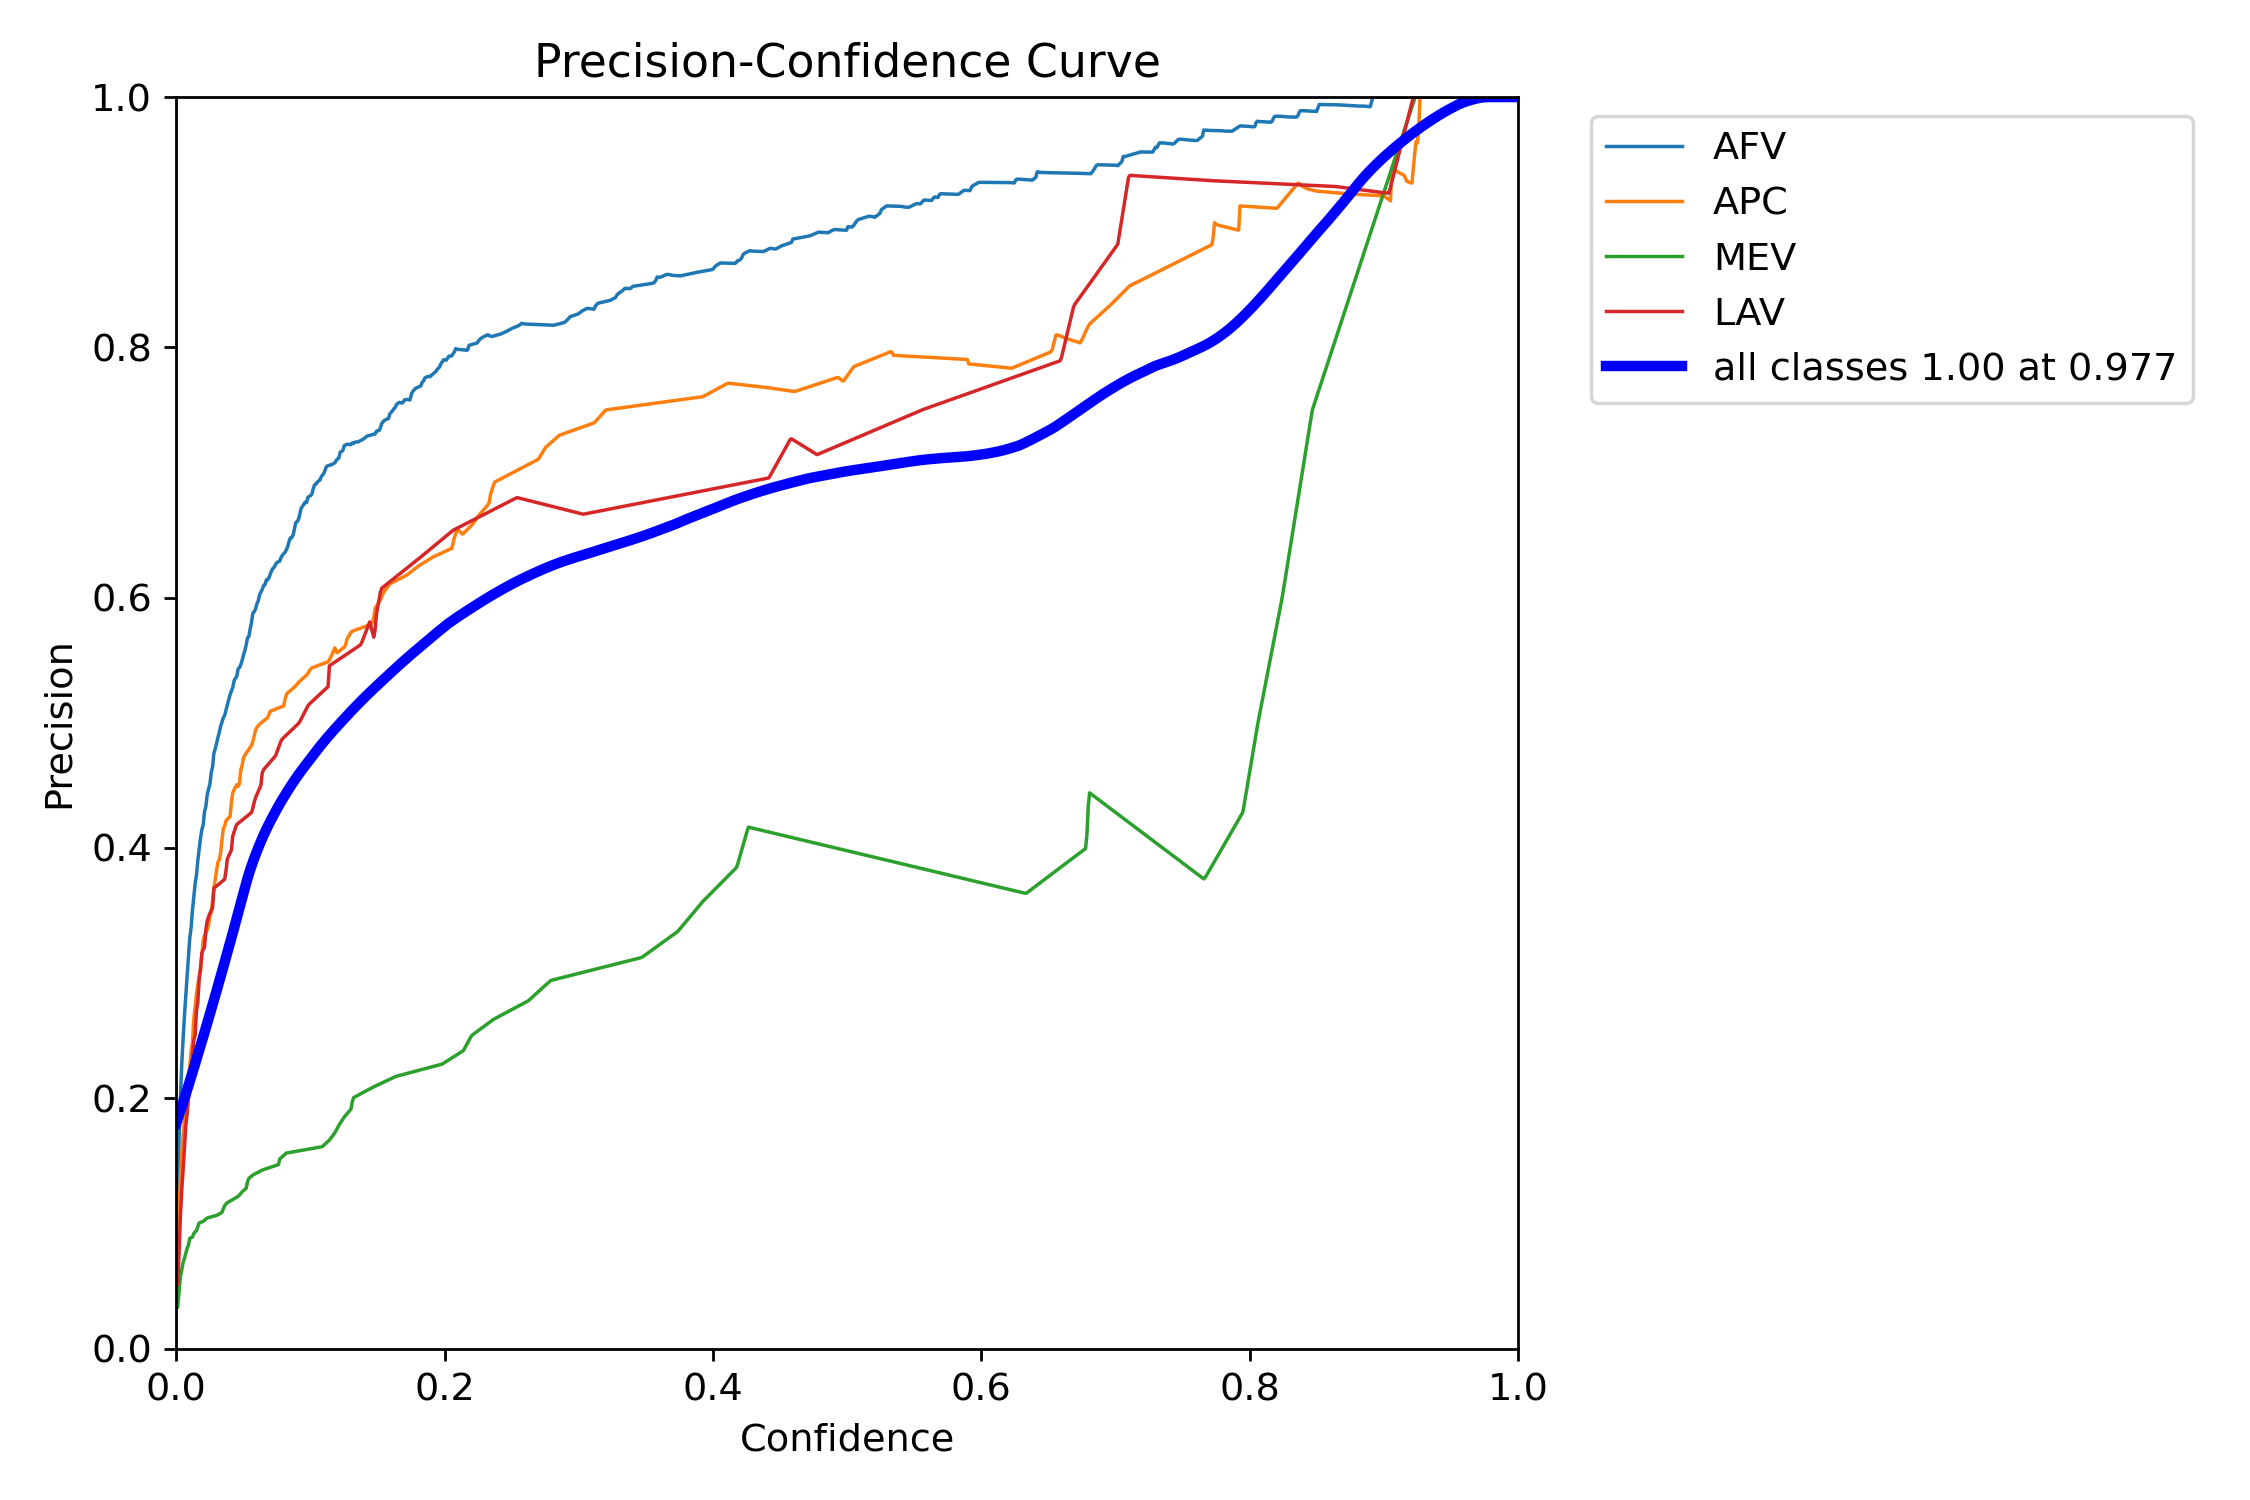 Precision-Confidence Curve
1.0
0.8
0.6
0.4
0.2
0.0
Precision
0.0 0.2 0.4 0.6 0.8 1.0
Confidence
AFV
APC
MEV
LAV
all classes 1.00 at 0.977